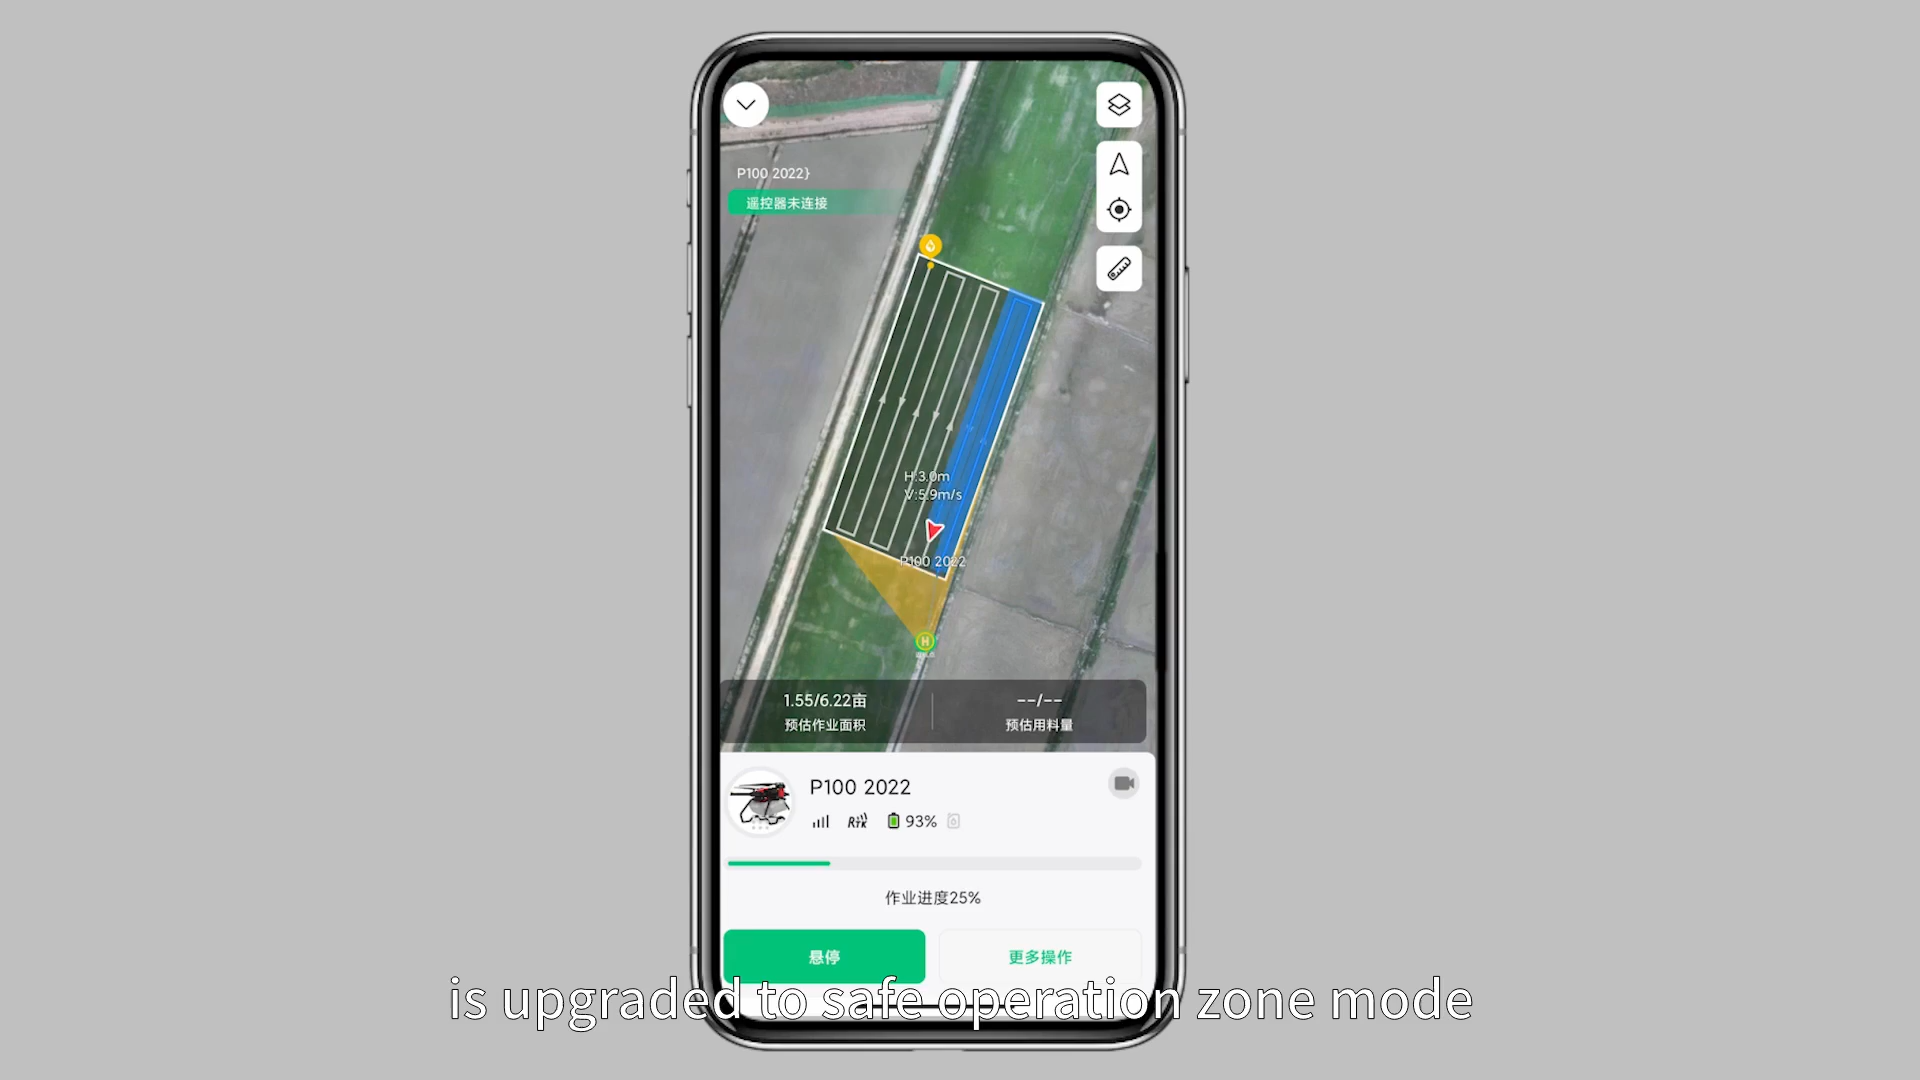 P100 2022}
遥控器未连接
H:3.0m
V:5.9m/s
P100 2022
H
1.55/6.22亩
预估作业面积
--/--
预估用料量
P100 2022
RTK
93%
作业进度25%
悬停
更多操作
is upgraded to safe operation zone mode